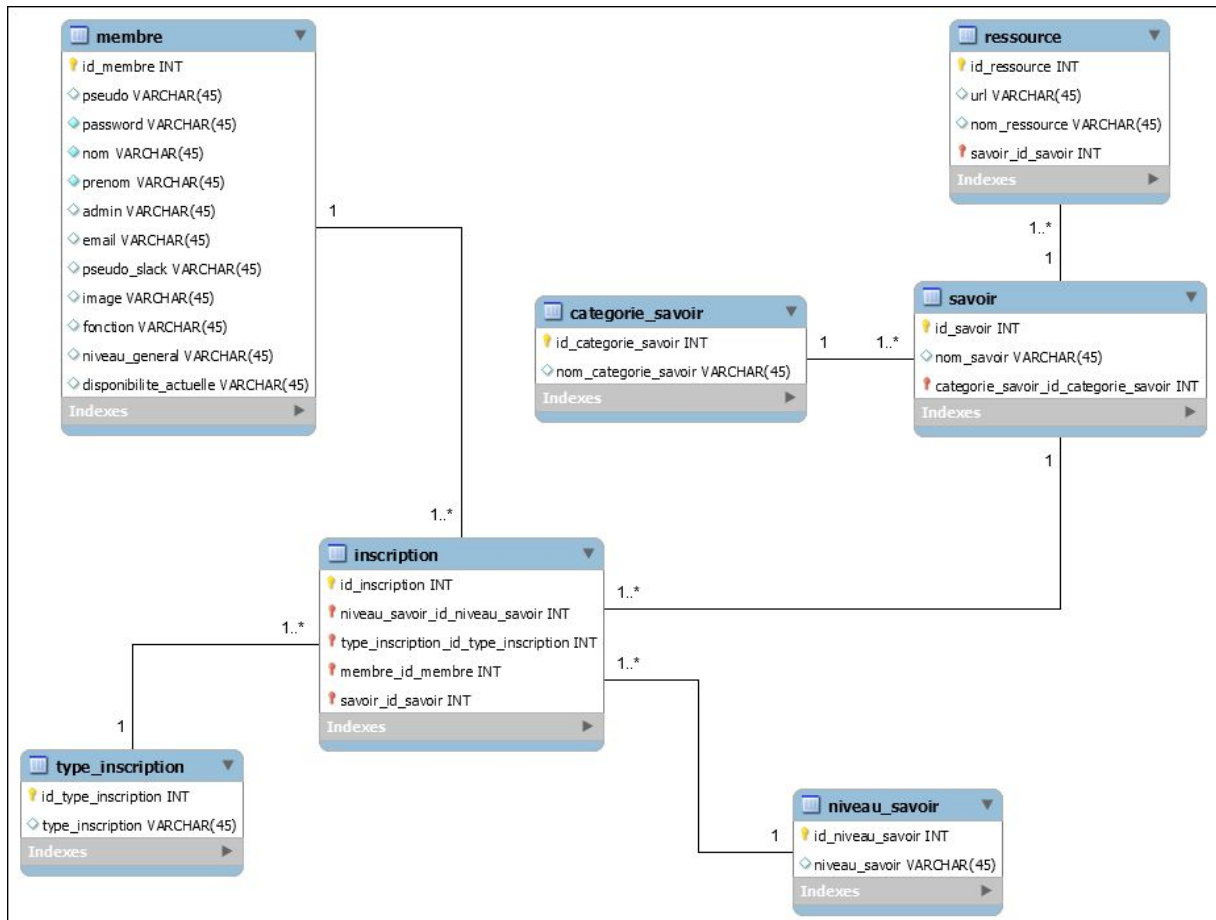 membre
id_membre INT
pseudo VARCHAR(45)
password VARCHAR(45)
nom VARCHAR(45)
prenom VARCHAR(45)
admin VARCHAR(45)
email VARCHAR(45)
pseudo_slack VARCHAR(45)
image VARCHAR(45)
fonction VARCHAR(45)
niveau_general VARCHAR(45)
disponibilite_actuelle VARCHAR(45)
Indexes
ressource
id_ressource INT
url VARCHAR(45)
nom_ressource VARCHAR(45)
savoir_id_savoir INT
Indexes
1
1..*
1
categorie_savoir
id_categorie_savoir INT
nom_categorie_savoir VARCHAR(45)
Indexes
1
1..*
savoir
id_savoir INT
nom_savoir VARCHAR(45)
categorie_savoir_id_categorie_savoir INT
Indexes
1
1..*
inscription
id_inscription INT
niveau_savoir_id_niveau_savoir INT
type_inscription_id_type_inscription INT
membre_id_membre INT
savoir_id_savoir INT
Indexes
1..*
1..*
1..*
1
type_inscription
id_type_inscription INT
type_inscription VARCHAR(45)
Indexes
1
niveau_savoir
id_niveau_savoir INT
niveau_savoir VARCHAR(45)
Indexes